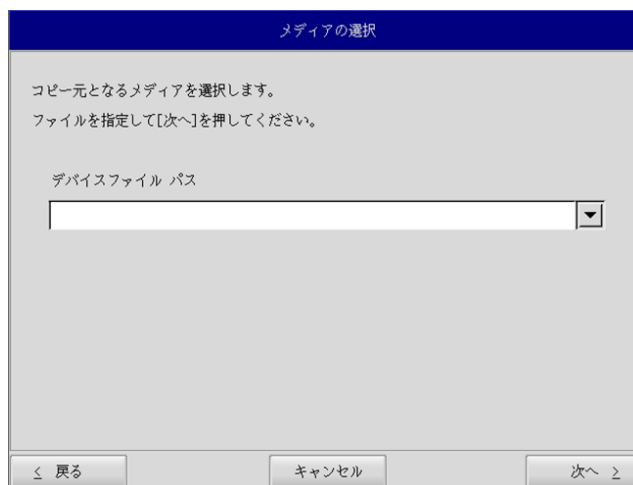 メディアの選択
コピー元となるメディアを選択します。
ファイルを指定して[次へ]を押してください。
デバイスファイル パス
< 戻る
キャンセル
次へ >